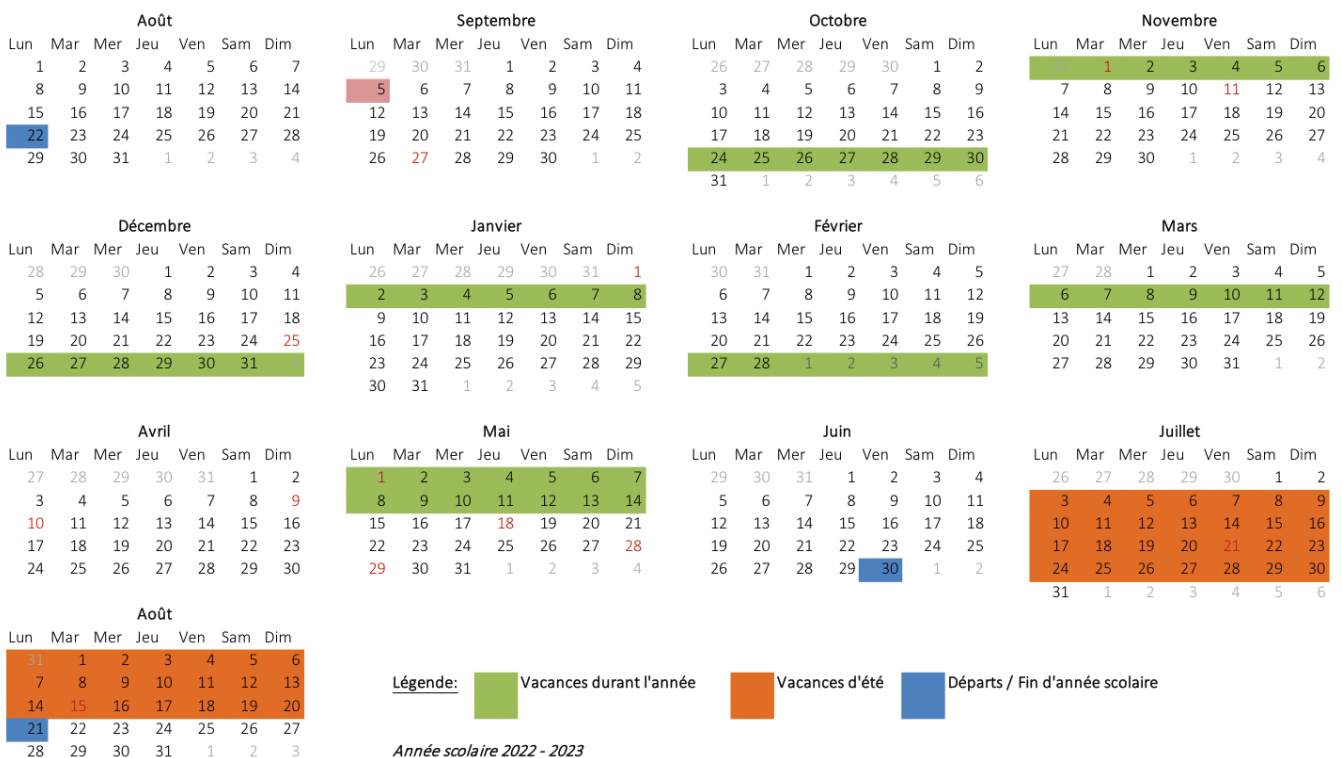 Août Septembre Octobre Novembre
Lun Mar Mer Jeu Ven Sam Dim Lun Mar Mer Jeu Ven Sam Dim Lun Mar Mer Jeu Ven Sam Dim Lun Mar Mer Jeu Ven Sam Dim
1 2 3 4 5 6 7 29 30 31 1 2 3 4 26 27 28 29 30 1 2 1 2 3 4 5 6
8 9 10 11 12 13 14 5 6 7 8 9 10 11 3 4 5 6 7 8 9 7 8 9 10 11 12 13
15 16 17 18 19 20 21 12 13 14 15 16 17 18 10 11 12 13 14 15 16 14 15 16 17 18 19 20
22 23 24 25 26 27 28 19 20 21 22 23 24 25 17 18 19 20 21 22 23 21 22 23 24 25 26 27
29 30 31 1 2 3 4 26 27 28 29 30 1 2 24 25 26 27 28 29 30 28 29 30 1 2 3 4
31 1 2 3 4 5 6
Décembre Janvier Février Mars
Lun Mar Mer Jeu Ven Sam Dim Lun Mar Mer Jeu Ven Sam Dim Lun Mar Mer Jeu Ven Sam Dim Lun Mar Mer Jeu Ven Sam Dim
28 29 30 1 2 3 4 26 27 28 29 30 31 1 30 31 1 2 3 4 5 27 28 1 2 3 4 5
5 6 7 8 9 10 11 2 3 4 5 6 7 8 6 7 8 9 10 11 12 6 7 8 9 10 11 12
12 13 14 15 16 17 18 9 10 11 12 13 14 15 13 14 15 16 17 18 19 13 14 15 16 17 18 19
19 20 21 22 23 24 25 16 17 18 19 20 21 22 20 21 22 23 24 25 26 20 21 22 23 24 25 26
26 27 28 29 30 31 23 24 25 26 27 28 29 27 28 1 2 3 4 5 27 28 29 30 31 1 2
30 31 1 2 3 4 5
Avril Mai Juin Juillet
Lun Mar Mer Jeu Ven Sam Dim Lun Mar Mer Jeu Ven Sam Dim Lun Mar Mer Jeu Ven Sam Dim Lun Mar Mer Jeu Ven Sam Dim
27 28 29 30 31 1 2 1 2 3 4 5 6 7 29 30 31 1 2 3 4 26 27 28 29 30 1 2
3 4 5 6 7 8 9 8 9 10 11 12 13 14 5 6 7 8 9 10 11 3 4 5 6 7 8 9
10 11 12 13 14 15 16 15 16 17 18 19 20 21 12 13 14 15 16 17 18 10 11 12 13 14 15 16
17 18 19 20 21 22 23 22 23 24 25 26 27 28 19 20 21 22 23 24 25 17 18 19 20 21 22 23
24 25 26 27 28 29 30 29 30 31 1 2 3 4 26 27 28 29 30 1 2 24 25 26 27 28 29 30
31 1 2 3 4 5 6
Août
Lun Mar Mer Jeu Ven Sam Dim
31 1 2 3 4 5 6
7 8 9 10 11 12 13
14 15 16 17 18 19 20
21 22 23 24 25 26 27
28 29 30 31 1 2 3
Légende: Vacances durant l'année Vacances d'été Départs / Fin d'année scolaire
Année scolaire 2022 - 2023